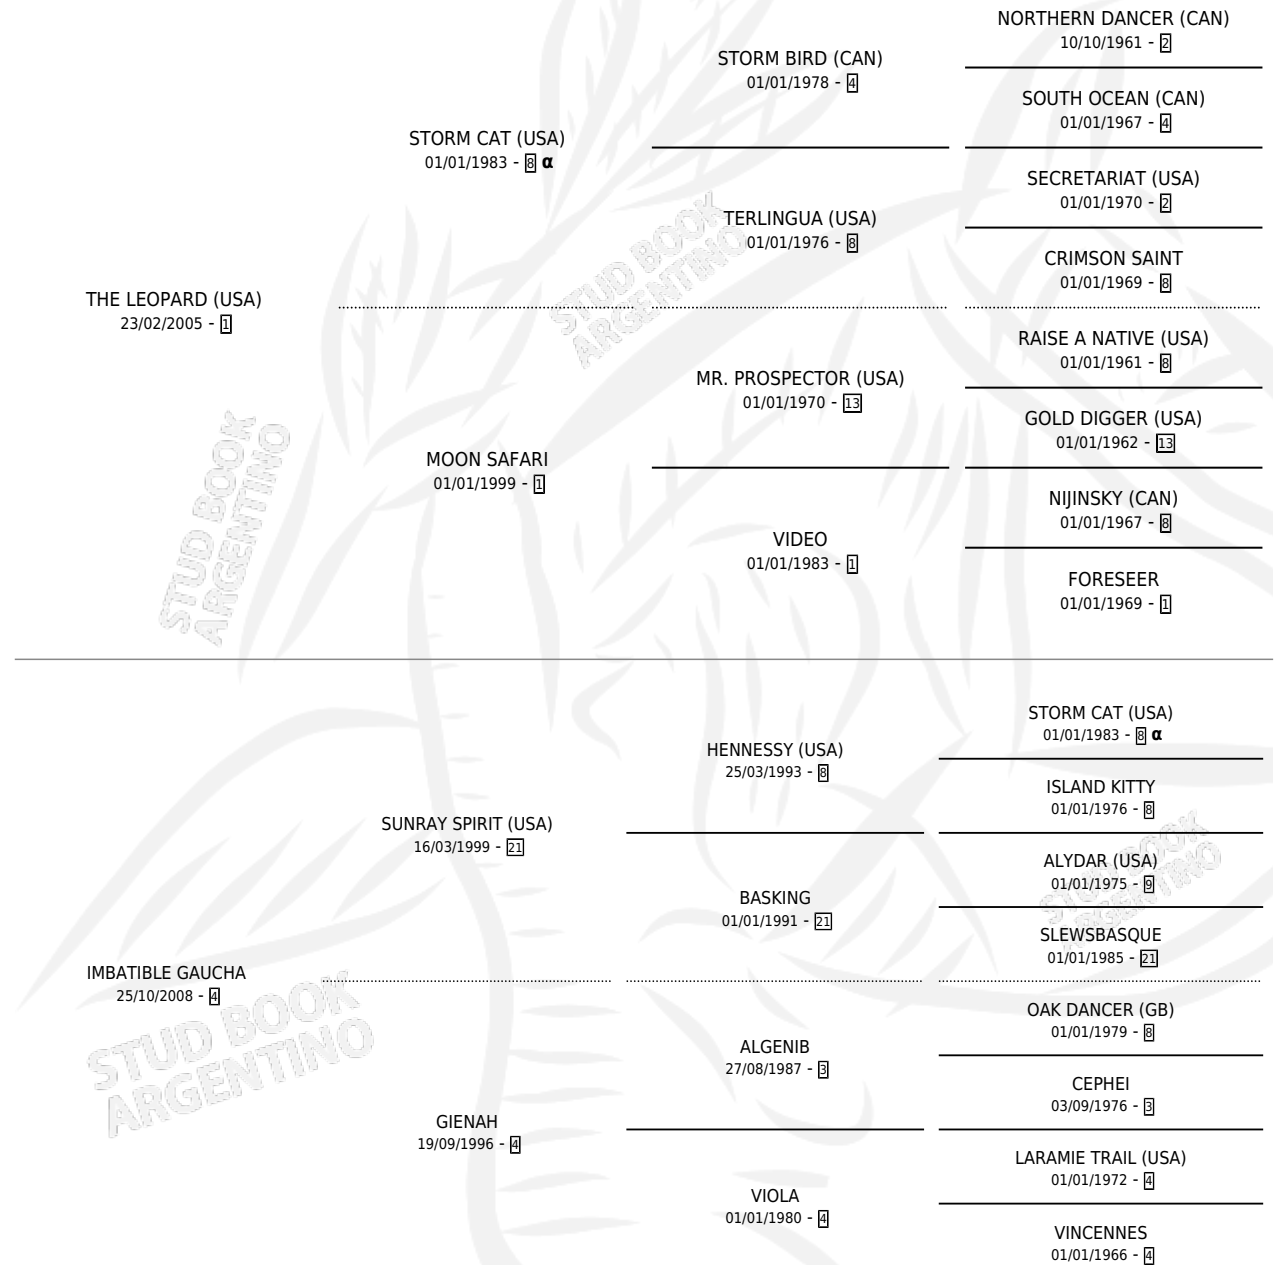 NORTHERN DANCER (CAN)
10/10/1961 - 2
STORM BIRD (CAN)
01/01/1978 - 4
SOUTH OCEAN (CAN)
01/01/1967 - 4
STORM CAT (USA)
01/01/1983 - 8 α
SECRETARIAT (USA)
01/01/1970 - 2
TERLINGUA (USA)
01/01/1976 - 8
CRIMSON SAINT
01/01/1969 - 8
THE LEOPARD (USA)
23/02/2005 - 1
RAISE A NATIVE (USA)
01/01/1961 - 8
MR. PROSPECTOR (USA)
01/01/1970 - 13
GOLD DIGGER (USA)
01/01/1962 - 13
MOON SAFARI
01/01/1999 - 1
NIJINSKY (CAN)
01/01/1967 - 8
VIDEO
01/01/1983 - 1
FORESEER
01/01/1969 - 1
STORM CAT (USA)
01/01/1983 - 8 α
HENNESSY (USA)
25/03/1993 - 8
ISLAND KITTY
01/01/1976 - 8
SUNRAY SPIRIT (USA)
16/03/1999 - 21
ALYDAR (USA)
01/01/1975 - 9
BASKING
01/01/1991 - 21
SLEWSBASQUE
01/01/1985 - 21
IMBATIBLE GAUCHA
25/10/2008 - 4
OAK DANCER (GB)
01/01/1979 - 8
ALGENIB
27/08/1987 - 3
CEPHEI
03/09/1976 - 3
GIENAH
19/09/1996 - 4
LARAMIE TRAIL (USA)
01/01/1972 - 4
VIOLA
01/01/1980 - 4
VINCENNES
01/01/1966 - 4
STUD BOOK
ARGENTINO
STUD BOOK
ARGENTINO
STUD BOOK
ARGENTINO
STUD BOOK
ARGENTINO